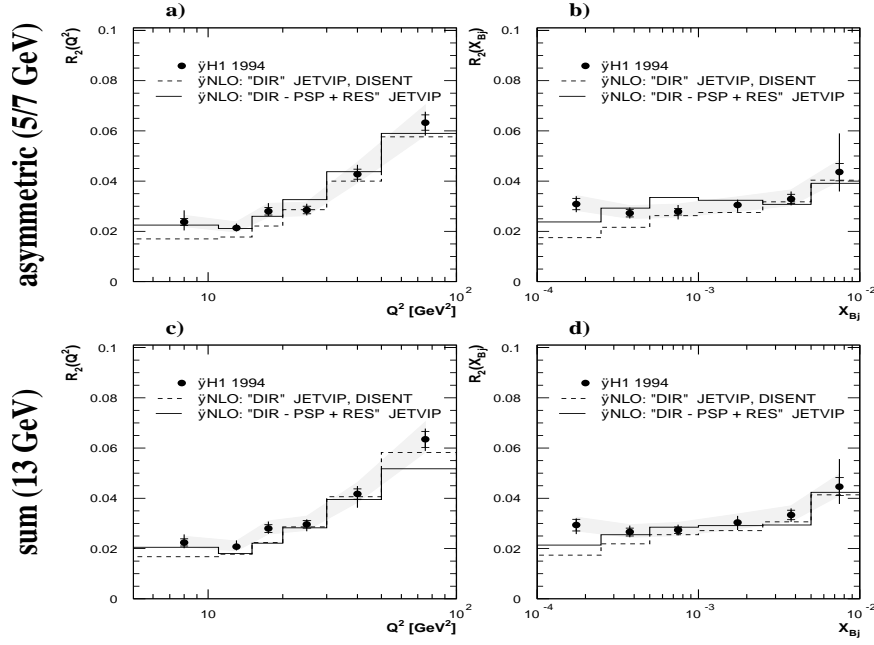 asymmetric (5/7 GeV)
a)
R2(Q²)
0.1
0.08
0.06
0.04
0.02
0
ÿH1 1994
ÿNLO: "DIR" JETVIP, DISENT
ÿNLO: "DIR - PSP + RES" JETVIP
10
10²
Q² [GeV²]
b)
R2(XBj)
0.1
0.08
0.06
0.04
0.02
0
ÿH1 1994
ÿNLO: "DIR" JETVIP, DISENT
ÿNLO: "DIR - PSP + RES" JETVIP
10⁻⁴
10⁻³
10⁻²
XBj
sum (13 GeV)
c)
R2(Q²)
0.1
0.08
0.06
0.04
0.02
0
ÿH1 1994
ÿNLO: "DIR" JETVIP, DISENT
ÿNLO: "DIR - PSP + RES" JETVIP
10
10²
Q² [GeV²]
d)
R2(XBj)
0.1
0.08
0.06
0.04
0.02
0
ÿH1 1994
ÿNLO: "DIR" JETVIP, DISENT
ÿNLO: "DIR - PSP + RES" JETVIP
10⁻⁴
10⁻³
10⁻²
XBj